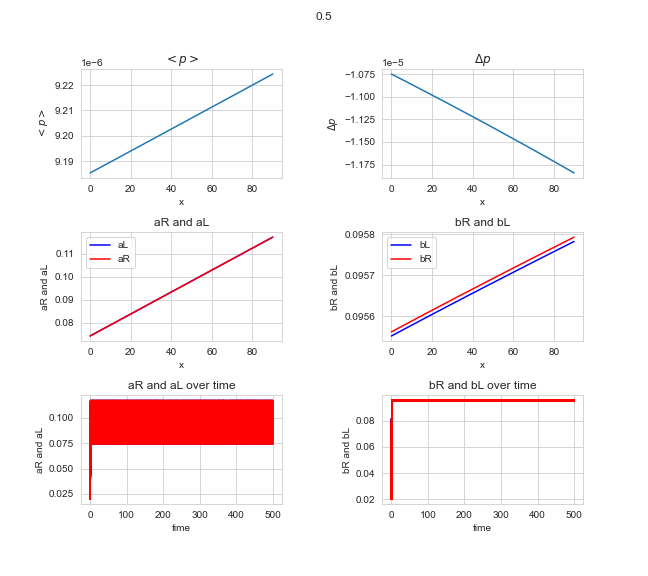 0.5
<p>
1e−6
<p>
9.22
9.21
9.20
9.19
0 20 40 60 80
x
Δp
1e−5
Δp
−1.075
−1.100
−1.125
−1.150
−1.175
0 20 40 60 80
x
aR and aL
aR and aL
aL
aR
0.11
0.10
0.09
0.08
0 20 40 60 80
x
bR and bL
bR and bL
bL
bR
0.0958
0.0957
0.0956
0 20 40 60 80
x
aR and aL over time
aR and aL
0.100
0.075
0.050
0.025
0 100 200 300 400 500
time
bR and bL over time
bR and bL
0.08
0.06
0.04
0.02
0 100 200 300 400 500
time